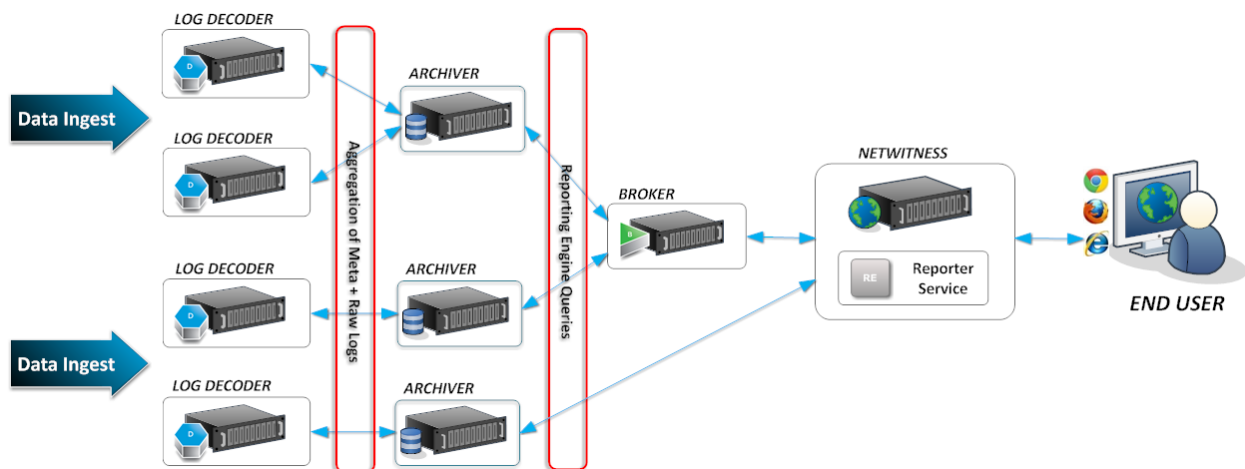 LOG DECODER
D
Data Ingest
LOG DECODER
D
Aggregation of Meta + Raw Logs
ARCHIVER
Reporting Engine Queries
BROKER
B
NETWITNESS
RE
Reporter
Service
END USER
LOG DECODER
D
ARCHIVER
Data Ingest
LOG DECODER
D
ARCHIVER